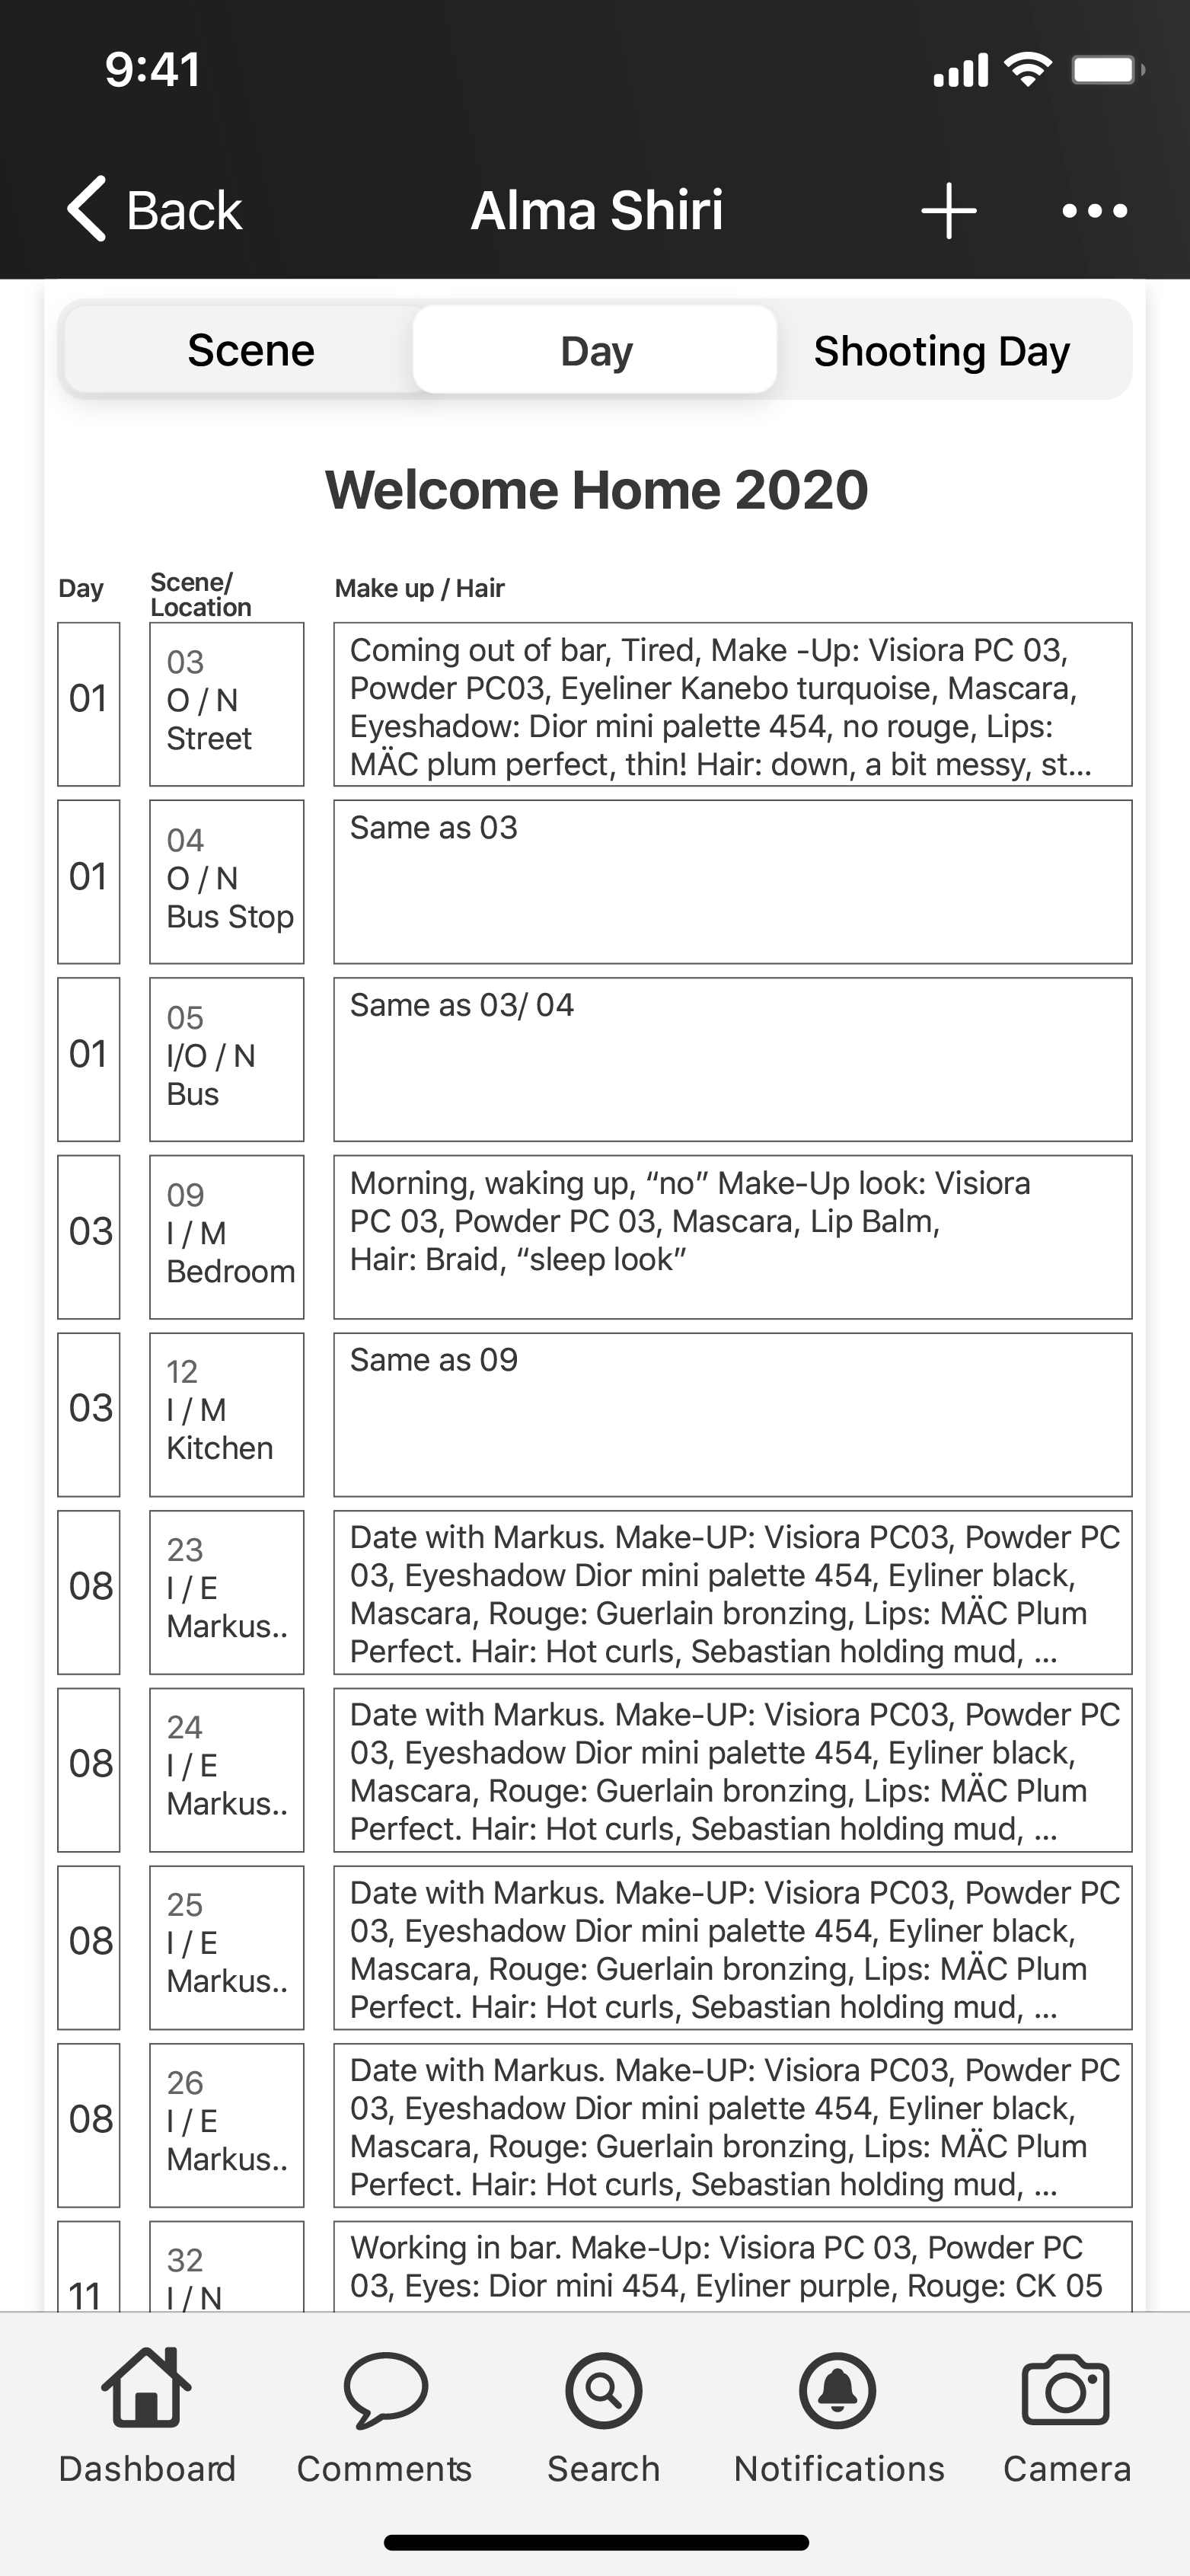 9:41
Back
Alma Shiri
Scene
Day
Shooting Day
Welcome Home 2020
Day
Scene/
Location
Make up / Hair
01
03
O / N
Street
Coming out of bar, Tired, Make -Up: Visiora PC 03,
Powder PC03, Eyeliner Kanebo turquoise, Mascara,
Eyeshadow: Dior mini palette 454, no rouge, Lips:
MÄC plum perfect, thin! Hair: down, a bit messy, st...
01
04
O / N
Bus Stop
Same as 03
01
05
I/O / N
Bus
Same as 03/ 04
03
09
I / M
Bedroom
Morning, waking up, “no” Make-Up look: Visiora
PC 03, Powder PC 03, Mascara, Lip Balm,
Hair: Braid, “sleep look”
03
12
I / M
Kitchen
Same as 09
08
23
I / E
Markus..
Date with Markus. Make-UP: Visiora PC03, Powder PC
03, Eyeshadow Dior mini palette 454, Eyliner black,
Mascara, Rouge: Guerlain bronzing, Lips: MÄC Plum
Perfect. Hair: Hot curls, Sebastian holding mud, ...
08
24
I / E
Markus..
Date with Markus. Make-UP: Visiora PC03, Powder PC
03, Eyeshadow Dior mini palette 454, Eyliner black,
Mascara, Rouge: Guerlain bronzing, Lips: MÄC Plum
Perfect. Hair: Hot curls, Sebastian holding mud, ...
08
25
I / E
Markus..
Date with Markus. Make-UP: Visiora PC03, Powder PC
03, Eyeshadow Dior mini palette 454, Eyliner black,
Mascara, Rouge: Guerlain bronzing, Lips: MÄC Plum
Perfect. Hair: Hot curls, Sebastian holding mud, ...
08
26
I / E
Markus..
Date with Markus. Make-UP: Visiora PC03, Powder PC
03, Eyeshadow Dior mini palette 454, Eyliner black,
Mascara, Rouge: Guerlain bronzing, Lips: MÄC Plum
Perfect. Hair: Hot curls, Sebastian holding mud, ...
11
32
I / N
Working in bar. Make-Up: Visiora PC 03, Powder PC
03, Eyes: Dior mini 454, Eyliner purple, Rouge: CK 05
Dashboard
Comments
Search
Notifications
Camera